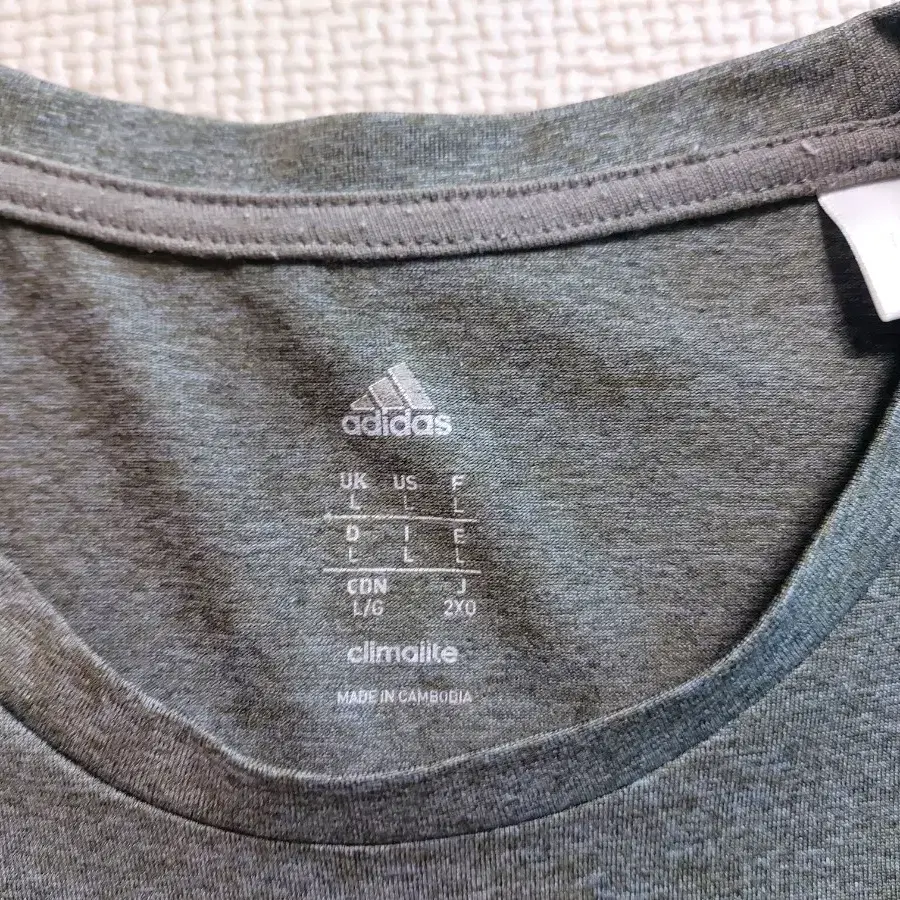 adidas
UK US F
L L L
D I E
L L L
CDN J
L/G 2XO
climalite
MADE IN CAMBODIA